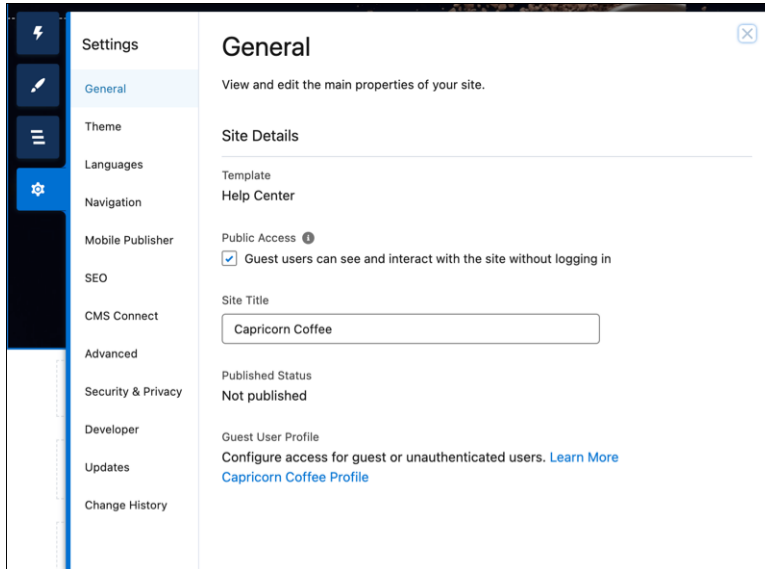 Settings
General
Theme
Languages
Navigation
Mobile Publisher
SEO
CMS Connect
Advanced
Security & Privacy
Developer
Updates
Change History
General
View and edit the main properties of your site.
Site Details
Template
Help Center
Public Access
Guest users can see and interact with the site without logging in
Site Title
Capricorn Coffee
Published Status
Not published
Guest User Profile
Configure access for guest or unauthenticated users. Learn More
Capricorn Coffee Profile